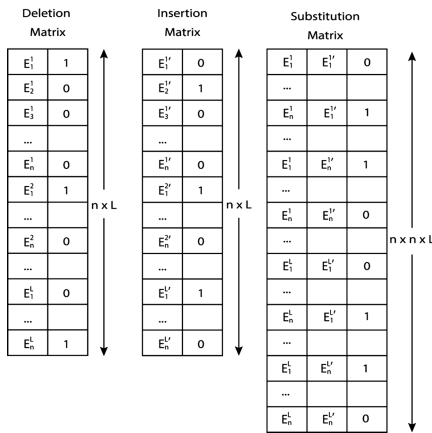 Deletion
Matrix
E₁¹ 1
E₂¹ 0
E₃¹ 0
...
Eₙ¹ 0
E₁² 1
...
Eₙ² 0
...
E₁ᴸ 0
...
Eₙᴸ 1
n x L
Insertion
Matrix
E₁¹′ 0
E₂¹′ 1
E₃¹′ 0
...
Eₙ¹′ 0
E₁²′ 1
...
Eₙ²′ 0
...
E₁ᴸ′ 1
...
Eₙᴸ′ 0
n x L
Substitution
Matrix
E₁¹ E₁¹′ 0
...
Eₙ¹ E₁¹′ 1
...
E₁¹ Eₙ¹′ 1
...
Eₙ¹ Eₙ¹′ 0
...
E₁ᴸ E₁ᴸ′ 0
...
Eₙᴸ E₁ᴸ′ 1
...
E₁ᴸ Eₙᴸ′ 1
...
Eₙᴸ Eₙᴸ′ 0
n x n x L